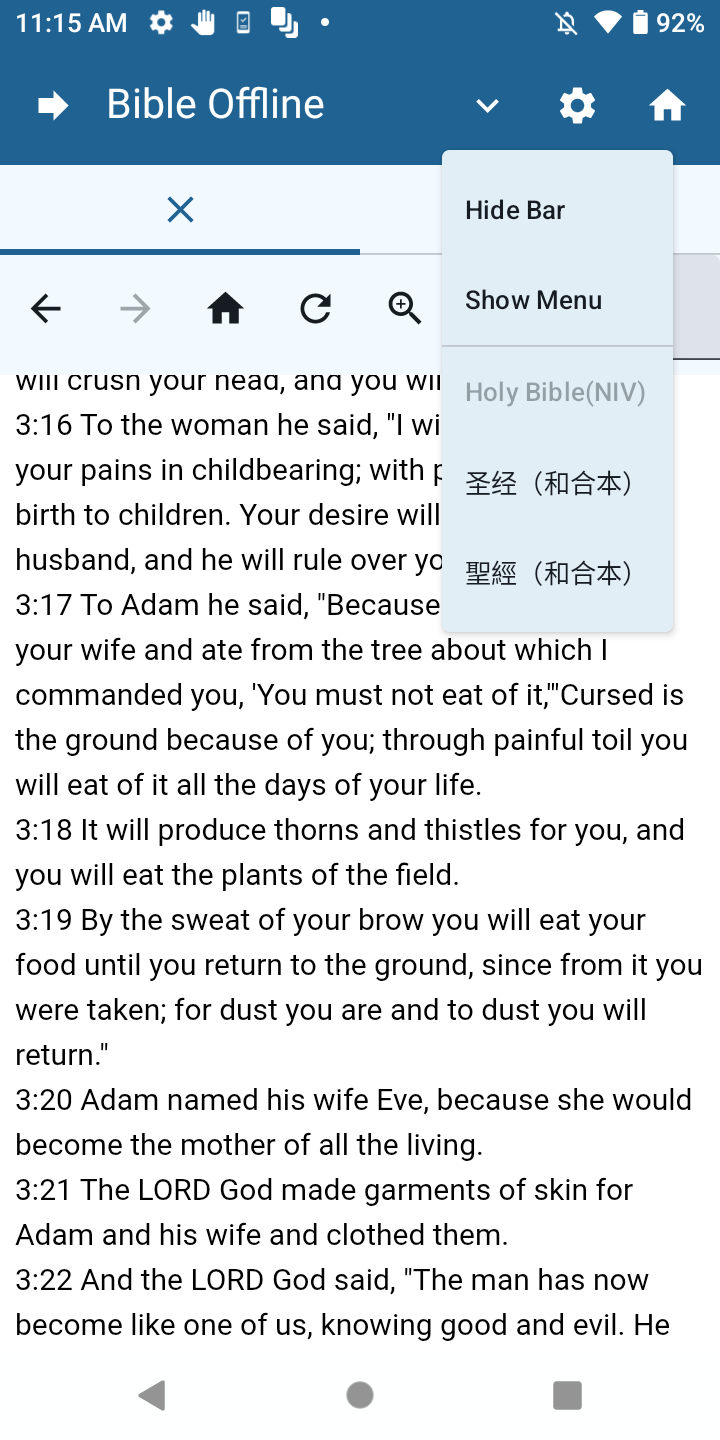 11:15 AM
92%
Bible Offline
Hide Bar
Show Menu
Holy Bible(NIV)
圣经（和合本）
聖經（和合本）
will crush your head, and you wil
3:16 To the woman he said, "I wi
your pains in childbearing; with p
birth to children. Your desire will
husband, and he will rule over yo
3:17 To Adam he said, "Because
your wife and ate from the tree about which I
commanded you, 'You must not eat of it,'"Cursed is
the ground because of you; through painful toil you
will eat of it all the days of your life.
3:18 It will produce thorns and thistles for you, and
you will eat the plants of the field.
3:19 By the sweat of your brow you will eat your
food until you return to the ground, since from it you
were taken; for dust you are and to dust you will
return."
3:20 Adam named his wife Eve, because she would
become the mother of all the living.
3:21 The LORD God made garments of skin for
Adam and his wife and clothed them.
3:22 And the LORD God said, "The man has now
become like one of us, knowing good and evil. He